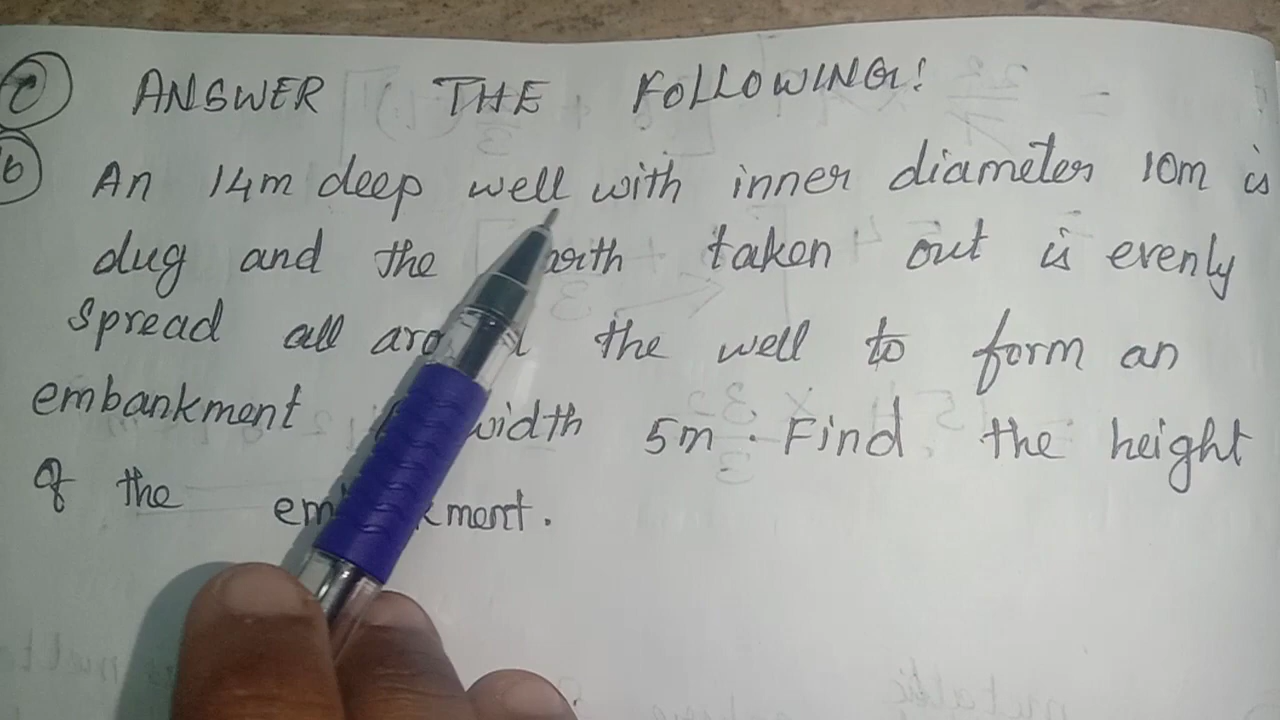 C ANSWER THE FOLLOWING!
6 An 14m deep well with inner diameter 10m is
dug and the taken out is evenly
spread all the well to form an
embankment width 5m. Find the height
of the